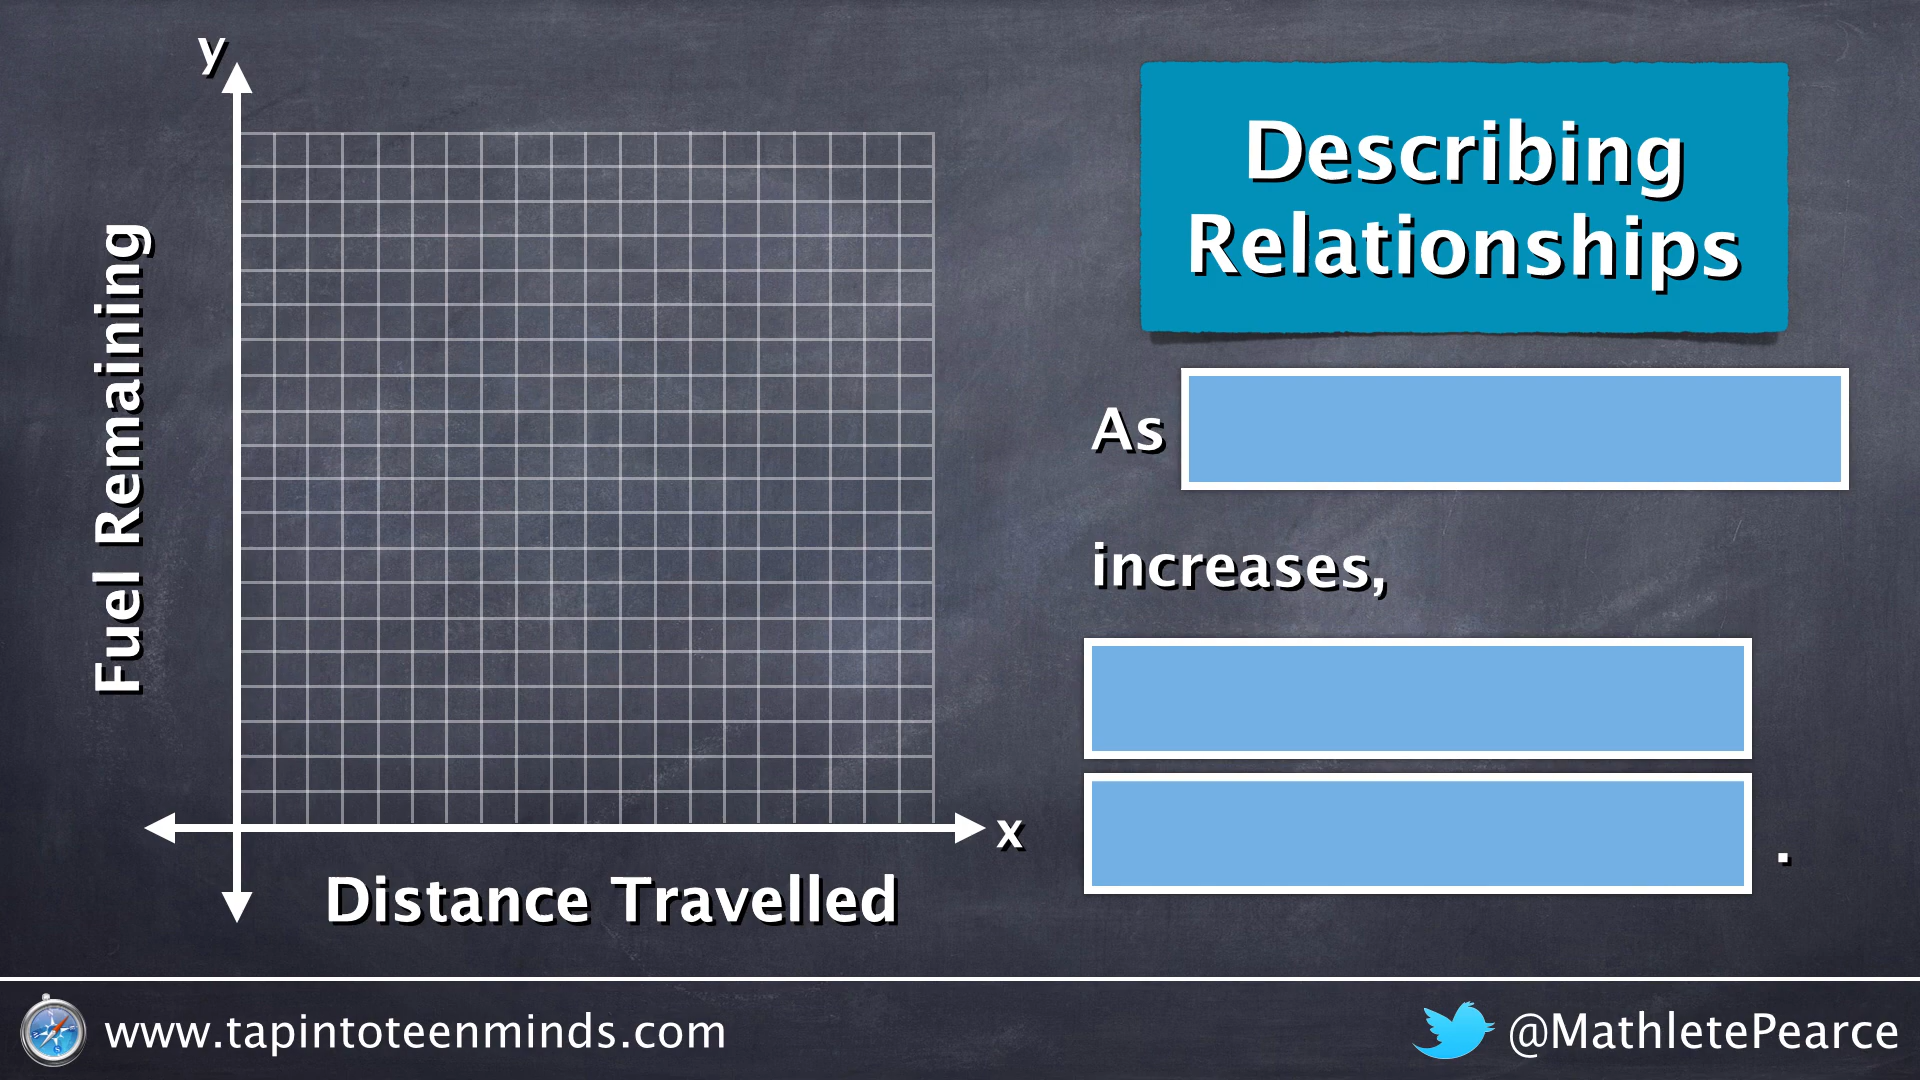 y
Fuel Remaining
x
Distance Travelled
Describing
Relationships
As
increases,
.
www.tapintoteenminds.com
@MathletePearce